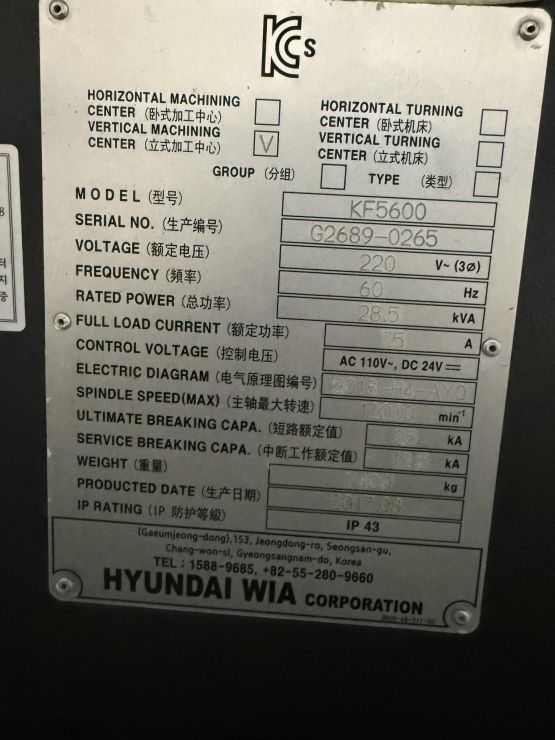 KCs
HORIZONTAL MACHINING
CENTER (卧式加工中心)
VERTICAL MACHINING
CENTER (立式加工中心) V
HORIZONTAL TURNING
CENTER (卧式机床)
VERTICAL TURNING
CENTER (立式机床)
GROUP (分组) TYPE (类型)
MODEL (型号) KF5600
SERIAL NO. (生产编号) G2689-0265
VOLTAGE (额定电压) 220 V~ (3Ø)
FREQUENCY (頻率) 60 Hz
RATED POWER (总功率) 28.5 kVA
FULL LOAD CURRENT (额定功率) 75 A
CONTROL VOLTAGE (控制电压) AC 110V~, DC 24V
ELECTRIC DIAGRAM (电气原理图编号)
SPINDLE SPEED(MAX) (主轴最大转速) min⁻¹
ULTIMATE BREAKING CAPA. (短路额定值) 25 kA
SERVICE BREAKING CAPA. (中断工作额定值) kA
WEIGHT (重量) kg
PRODUCTED DATE (生产日期) 2017.08
IP RATING (IP 防护等級) IP 43
(Gaeumjeong-dong),153, Jeongdong-ro, Seongsan-gu,
Chang-won-si, Gyeongsangnam-do, Korea
TEL : 1588-9685, +82-55-280-9660
HYUNDAI WIA CORPORATION